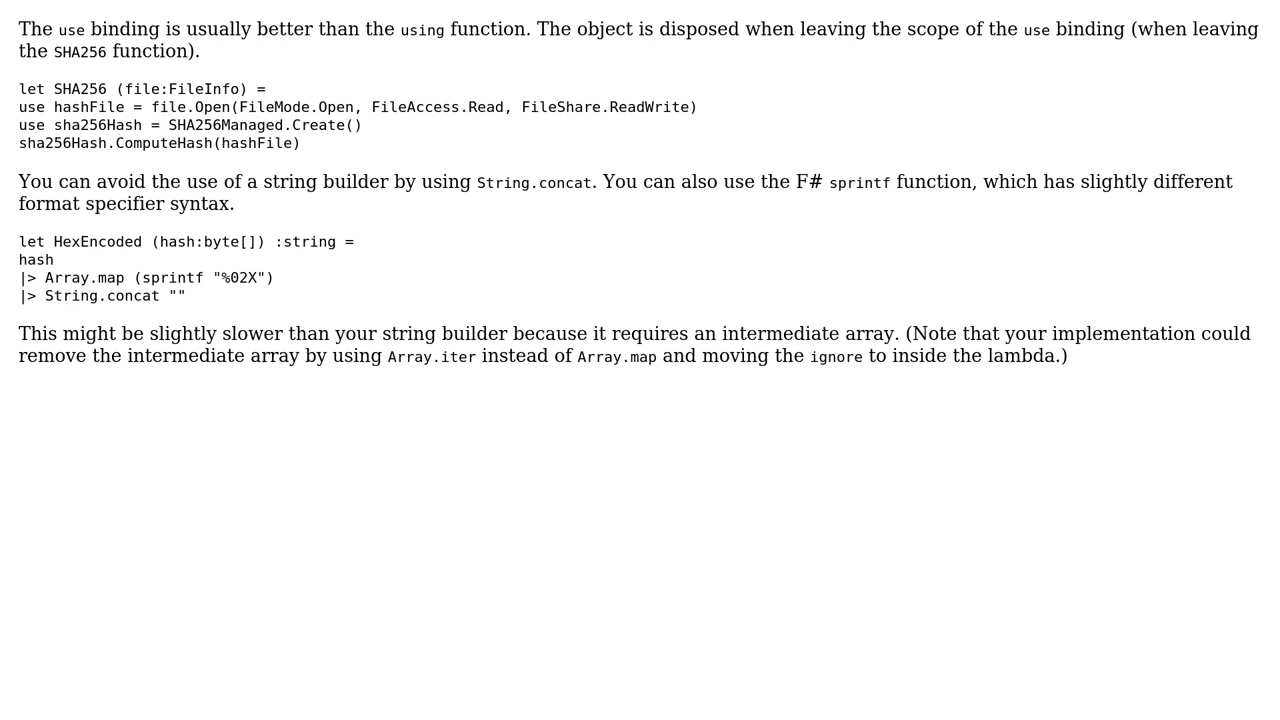 The use binding is usually better than the using function. The object is disposed when leaving the scope of the use binding (when leaving
the SHA256 function).
let SHA256 (file:FileInfo) =
use hashFile = file.Open(FileMode.Open, FileAccess.Read, FileShare.ReadWrite)
use sha256Hash = SHA256Managed.Create()
sha256Hash.ComputeHash(hashFile)
You can avoid the use of a string builder by using String.concat. You can also use the F# sprintf function, which has slightly different
format specifier syntax.
let HexEncoded (hash:byte[]) :string =
hash
|> Array.map (sprintf "%02X")
|> String.concat ""
This might be slightly slower than your string builder because it requires an intermediate array. (Note that your implementation could
remove the intermediate array by using Array.iter instead of Array.map and moving the ignore to inside the lambda.)